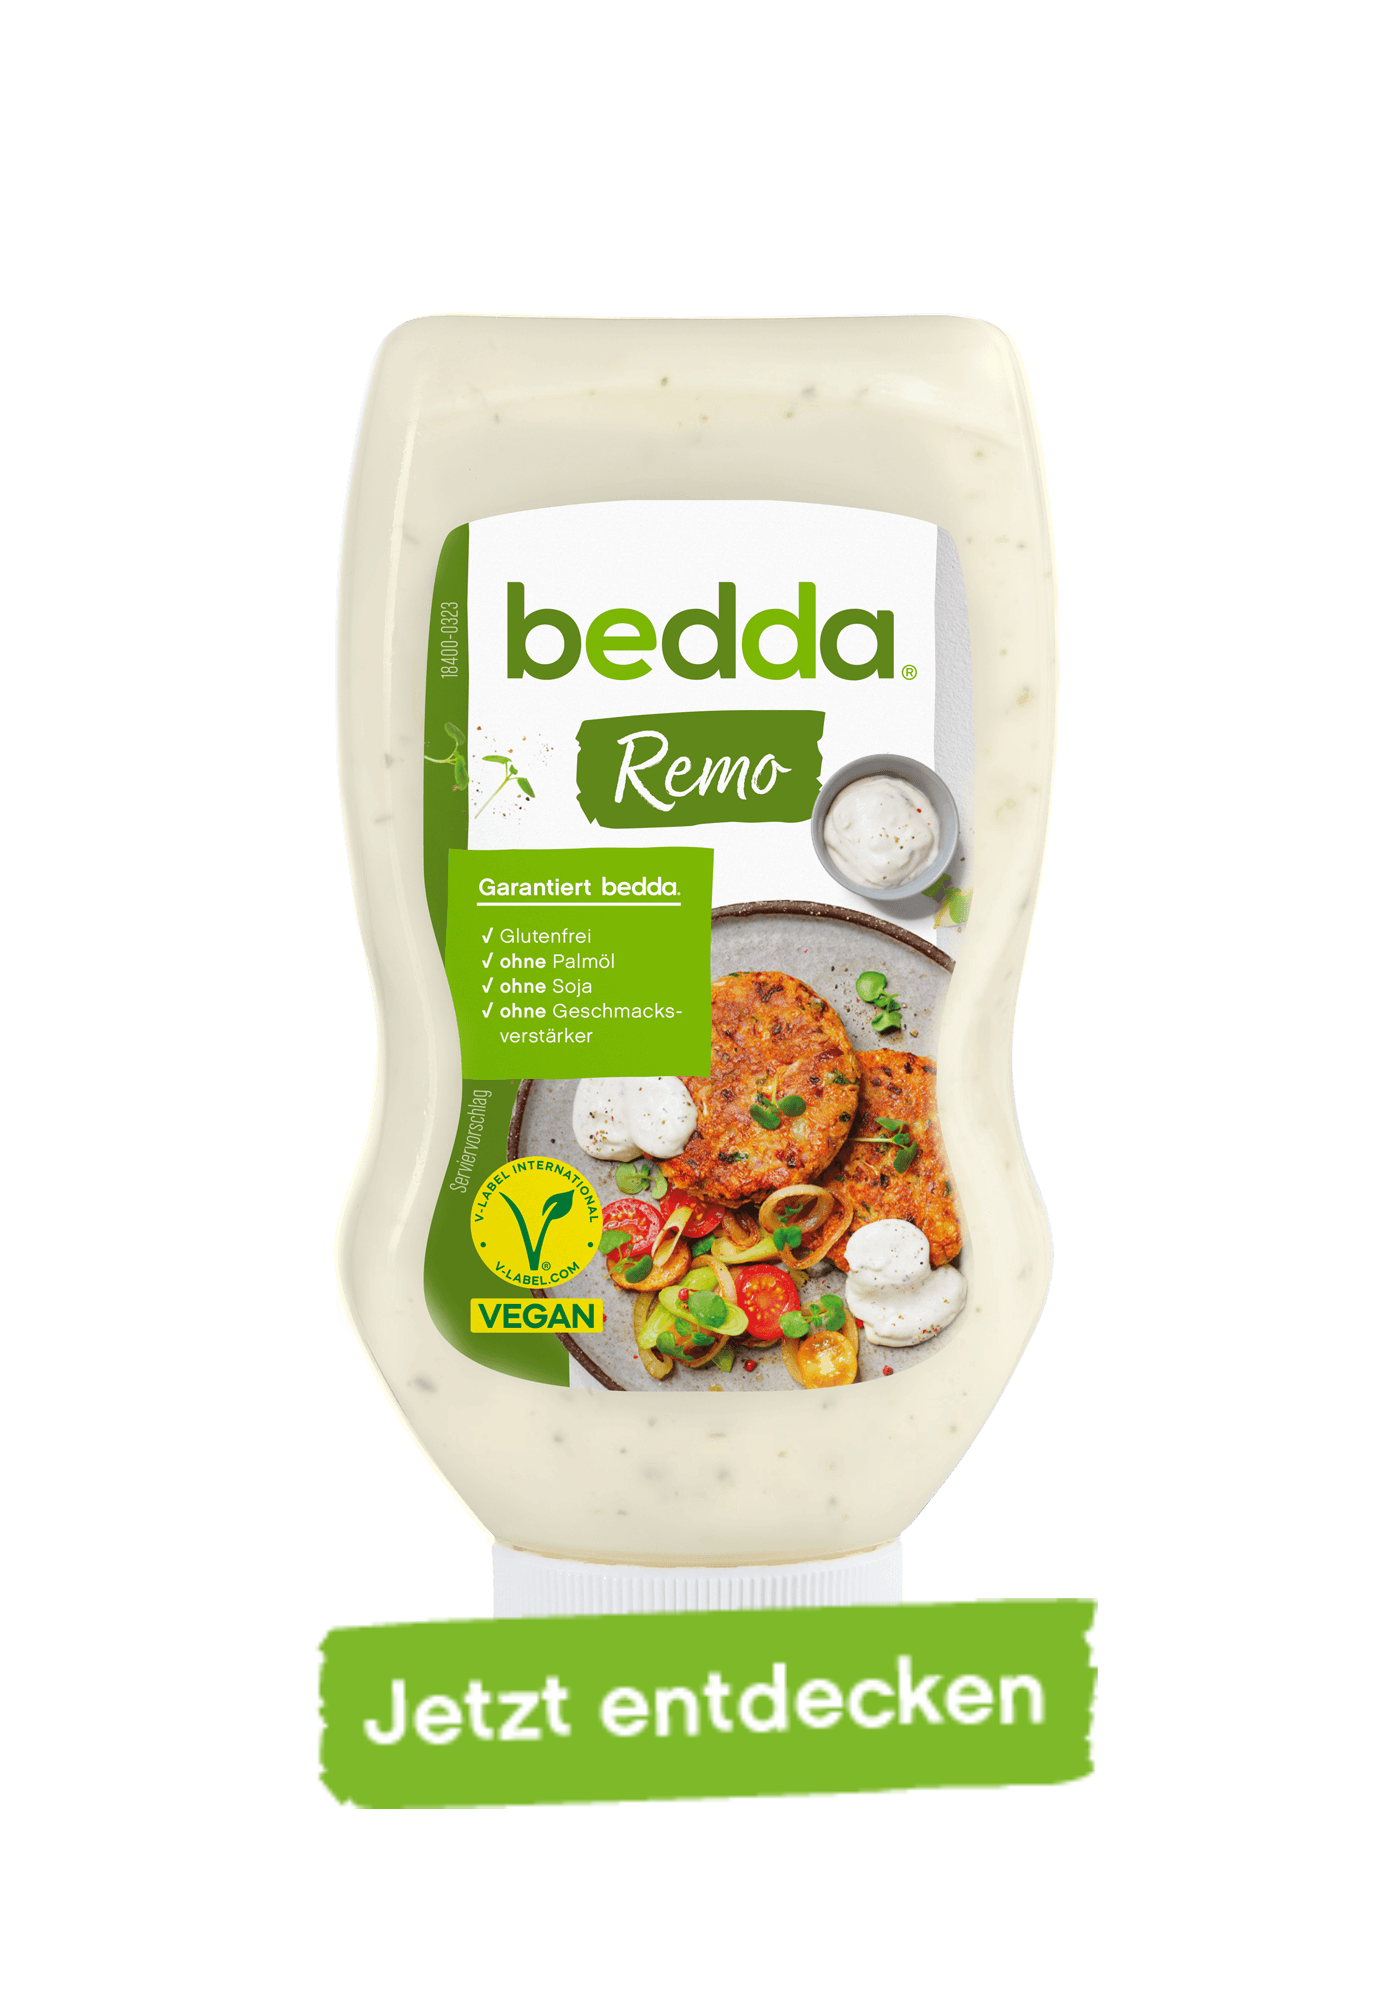 bedda®
18400-0323
Remo
Garantiert bedda.
✓ Glutenfrei
✓ ohne Palmöl
✓ ohne Soja
✓ ohne Geschmacks-
verstärker
Serviervorschlag
V-LABEL INTERNATIONAL
V®
V-LABEL.COM
VEGAN
Jetzt entdecken